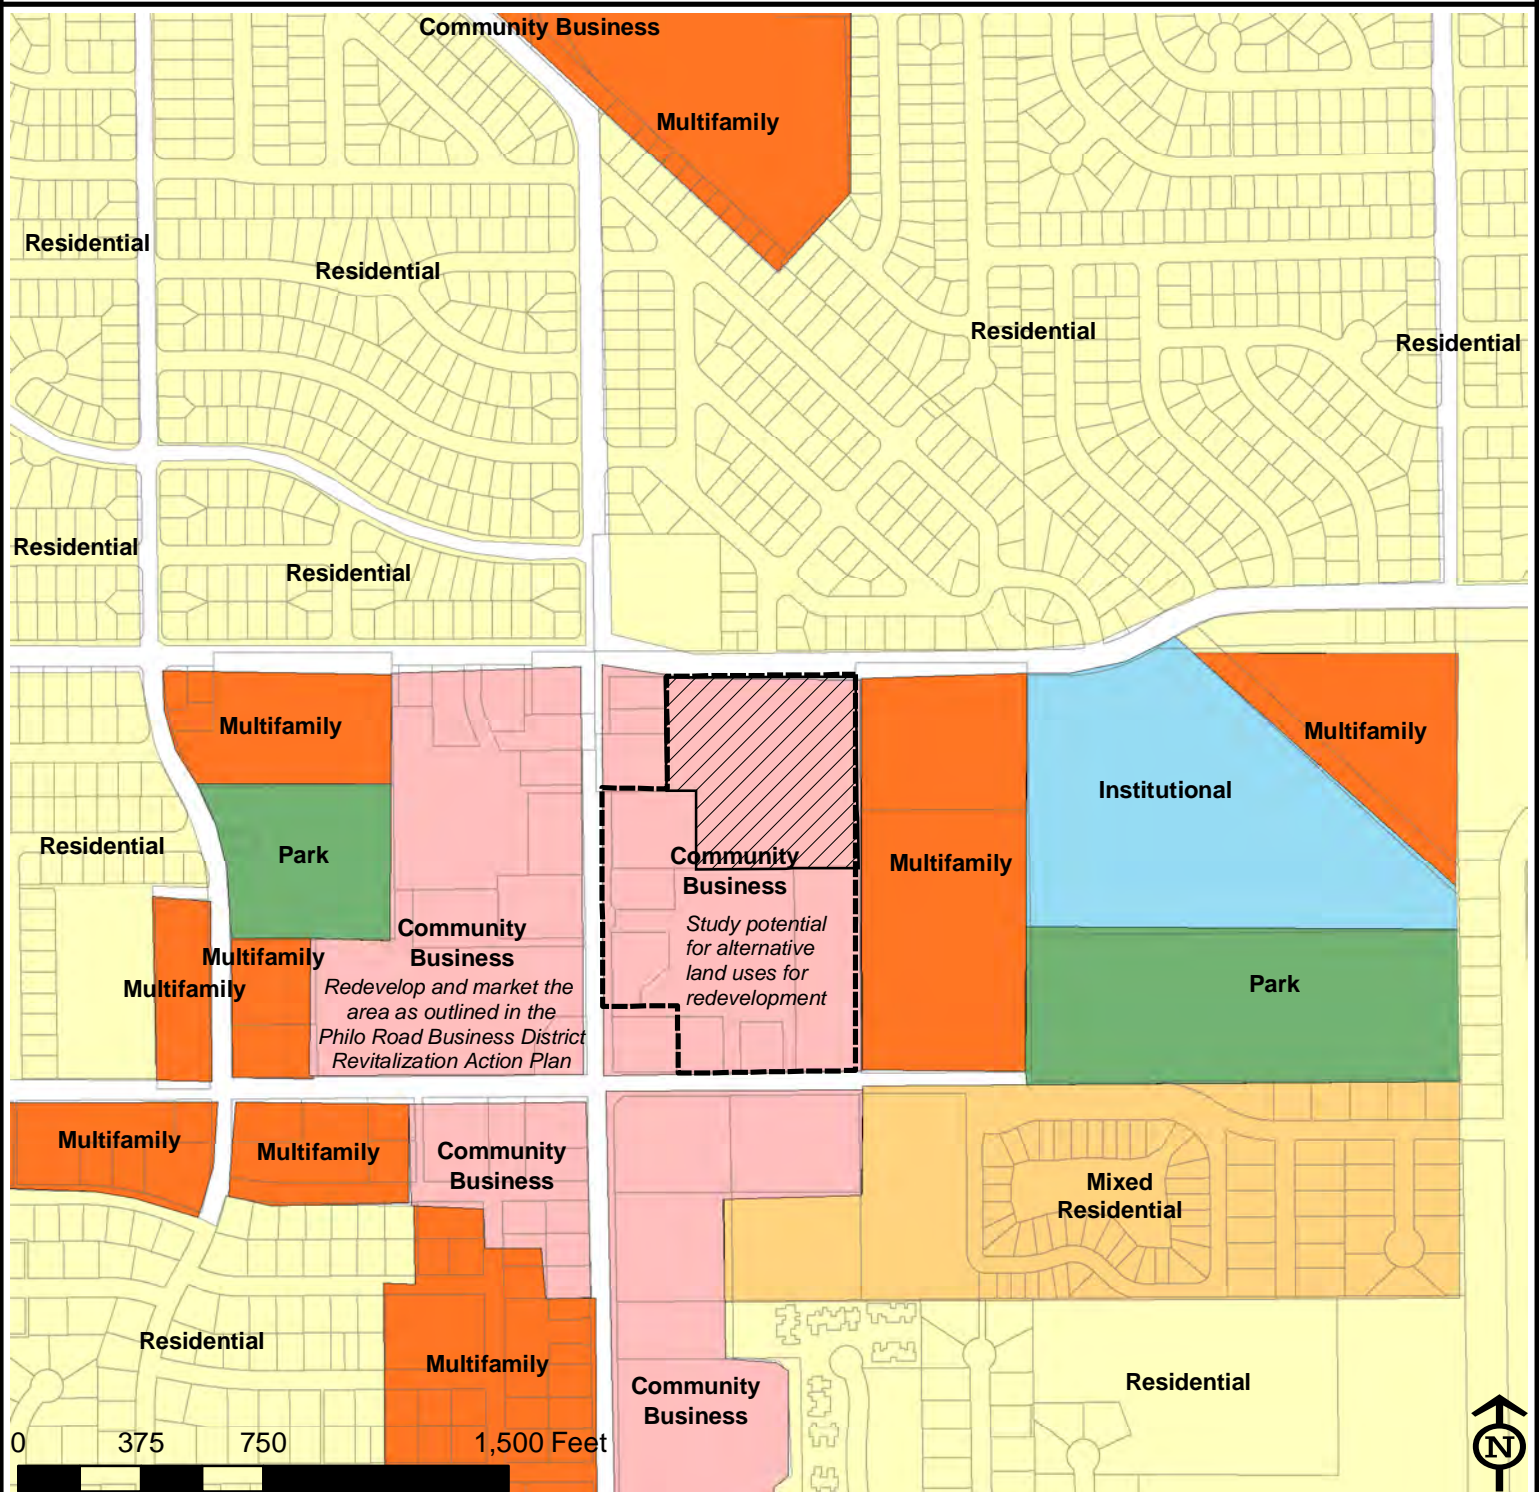 Community Business
Multifamily
Residential
Residential
Residential
Residential
Residential
Residential
Multifamily
Multifamily
Institutional
Residential
Park
Community
Business
Study potential
for alternative
land uses for
redevelopment
Multifamily
Community
Business
Redevelop and market the
area as outlined in the
Philo Road Business District
Revitalization Action Plan
Multifamily
Multifamily
Park
Multifamily
Multifamily
Community
Business
Mixed
Residential
Residential
Multifamily
Community
Business
Residential
0 375 750 1,500 Feet
N